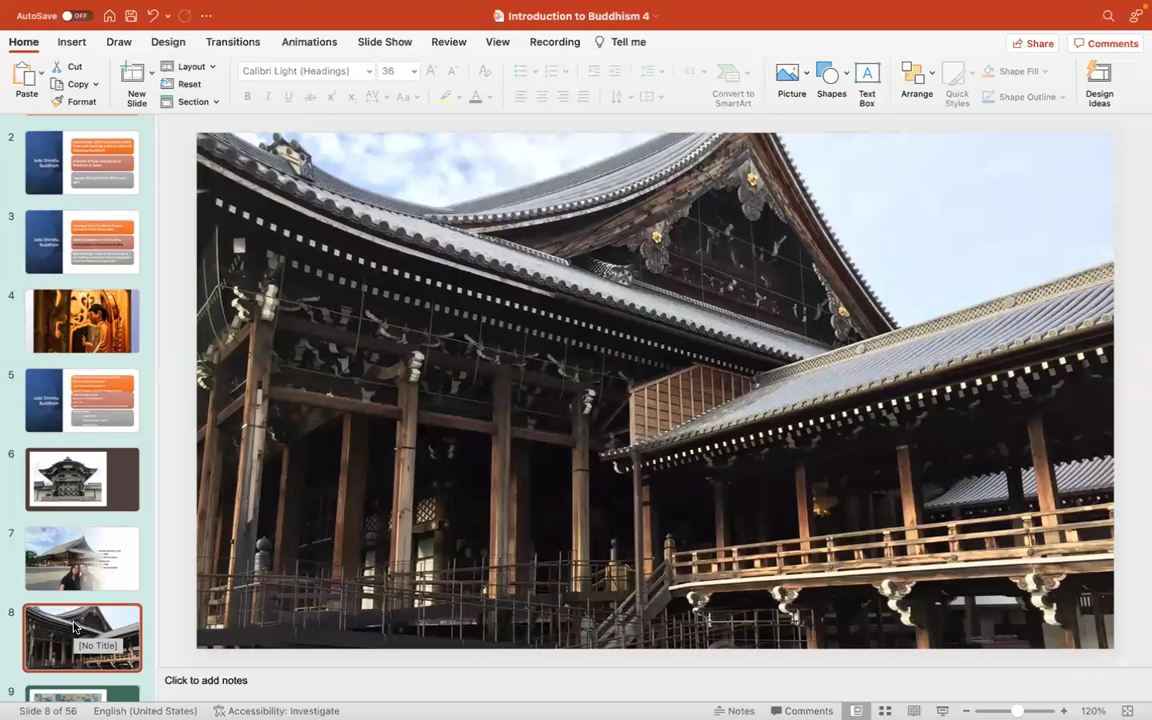 AutoSave OFF
Introduction to Buddhism 4
Home Insert Draw Design Transitions Animations Slide Show Review View Recording Tell me
Share Comments
Paste
Cut
Copy
Format
New Slide
Layout
Reset
Section
Calibri Light (Headings) 36
Convert to SmartArt
Picture
Shapes
Text Box
Arrange
Quick Styles
Shape Fill
Shape Outline
Design Ideas
2
3
4
5
6
7
8
[No Title]
9
Click to add notes
Slide 8 of 56 English (United States) Accessibility: Investigate Notes Comments 120%